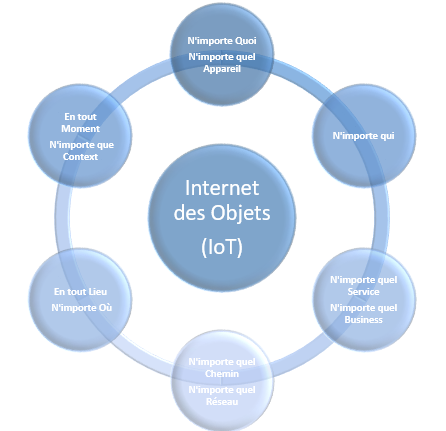 N'importe Quoi
N'importe quel
Appareil
N'importe qui
N'importe quel
Service
N'importe quel
Business
N'importe quel
Chemin
N'importe quel
Réseau
En tout Lieu
N'importe Où
En tout
Moment
N'importe que
Context
Internet
des Objets
(IoT)